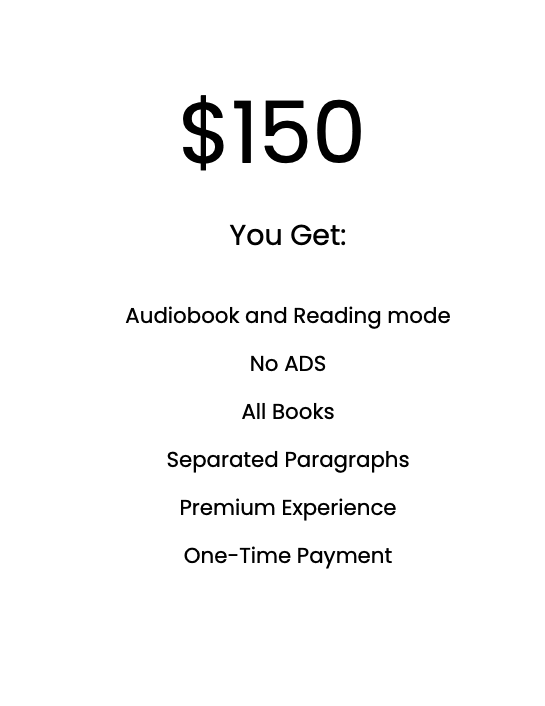 $150
You Get:
Audiobook and Reading mode
No ADS
All Books
Separated Paragraphs
Premium Experience
One-Time Payment